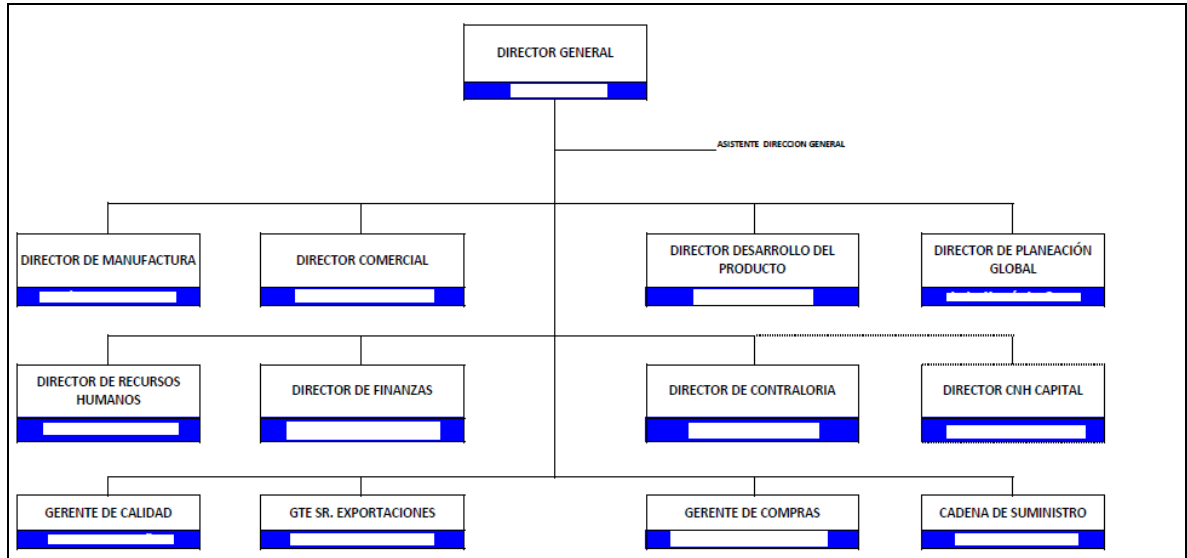 DIRECTOR GENERAL
ASISTENTE DIRECCION GENERAL
DIRECTOR DE MANUFACTURA
DIRECTOR COMERCIAL
DIRECTOR DESARROLLO DEL
PRODUCTO
DIRECTOR DE PLANEACIÓN
GLOBAL
DIRECTOR DE RECURSOS
HUMANOS
DIRECTOR DE FINANZAS
DIRECTOR DE CONTRALORIA
DIRECTOR CNH CAPITAL
GERENTE DE CALIDAD
GTE SR. EXPORTACIONES
GERENTE DE COMPRAS
CADENA DE SUMINISTRO